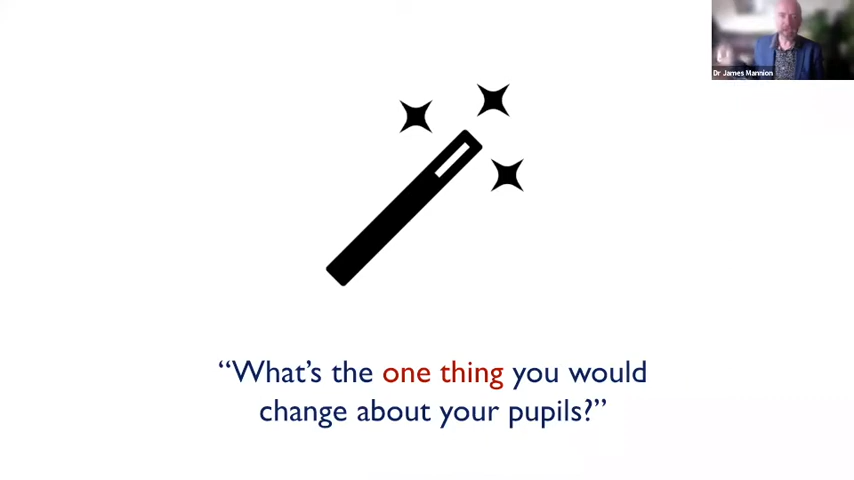 Dr James Mannion
“What’s the one thing you would
change about your pupils?”